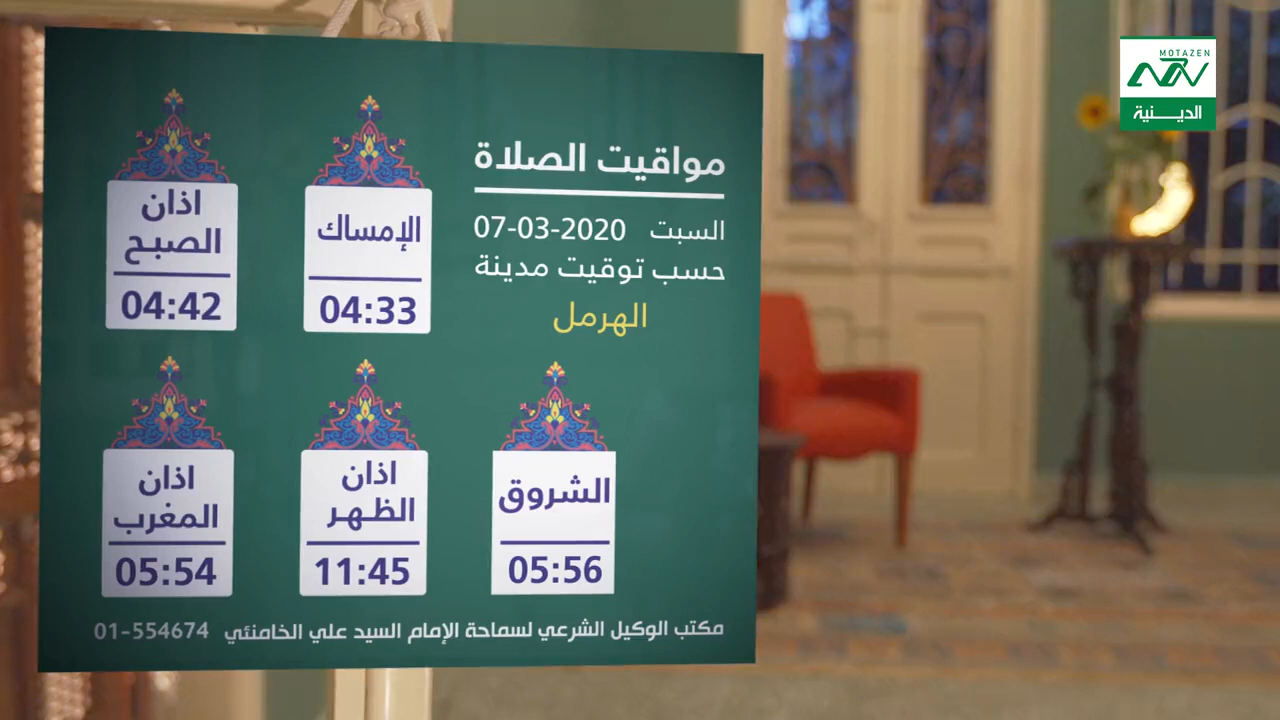 MOTAZEN
الدينية
مواقيت الصلاة
السبت 07-03-2020
حسب توقيت مدينة
الهرمل
الإمساك
04:33
اذان
الصبح
04:42
الشروق
05:56
اذان
الظهر
11:45
اذان
المغرب
05:54
مكتب الوكيل الشرعي لسماحة الإمام السيد علي الخامنئي 01-554674